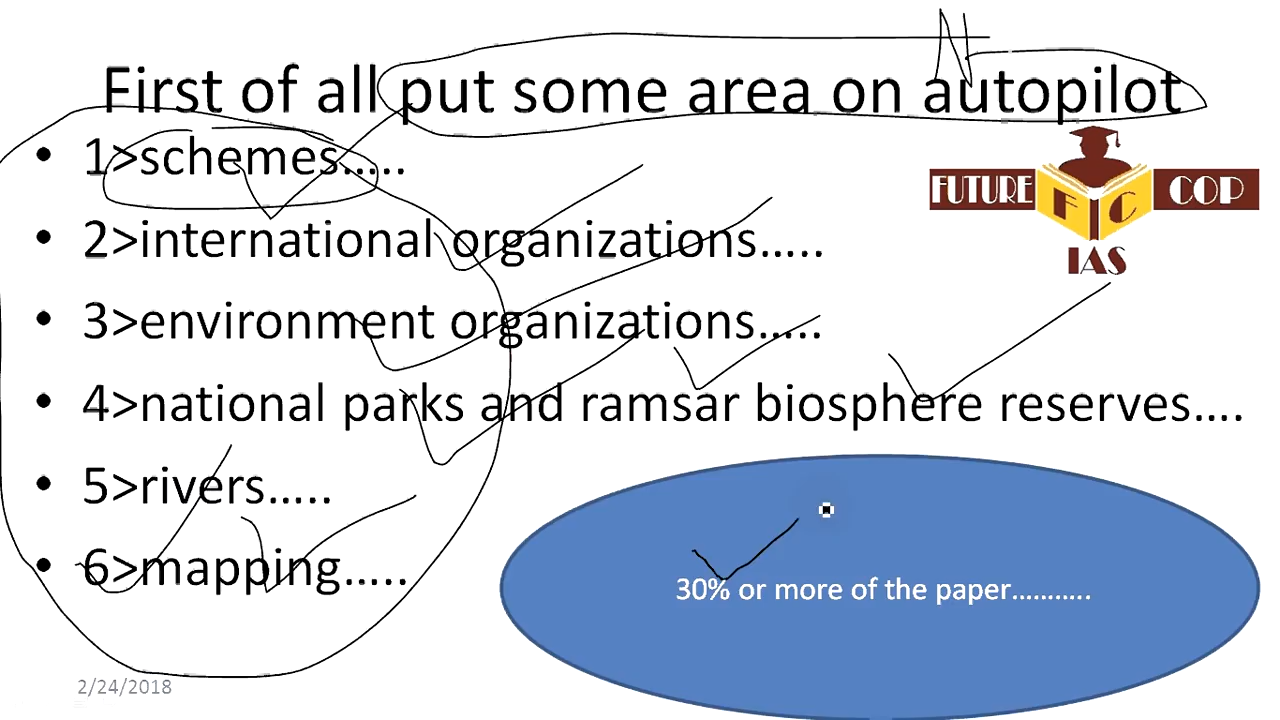 First of all put some area on autopilot
• 1>schemes.....
FUTURE FC COP
IAS
• 2>international organizations.....
• 3>environment organizations.....
• 4>national parks and ramsar biosphere reserves....
• 5>rivers.....
• 6>mapping.....
30% or more of the paper...........
2/24/2018